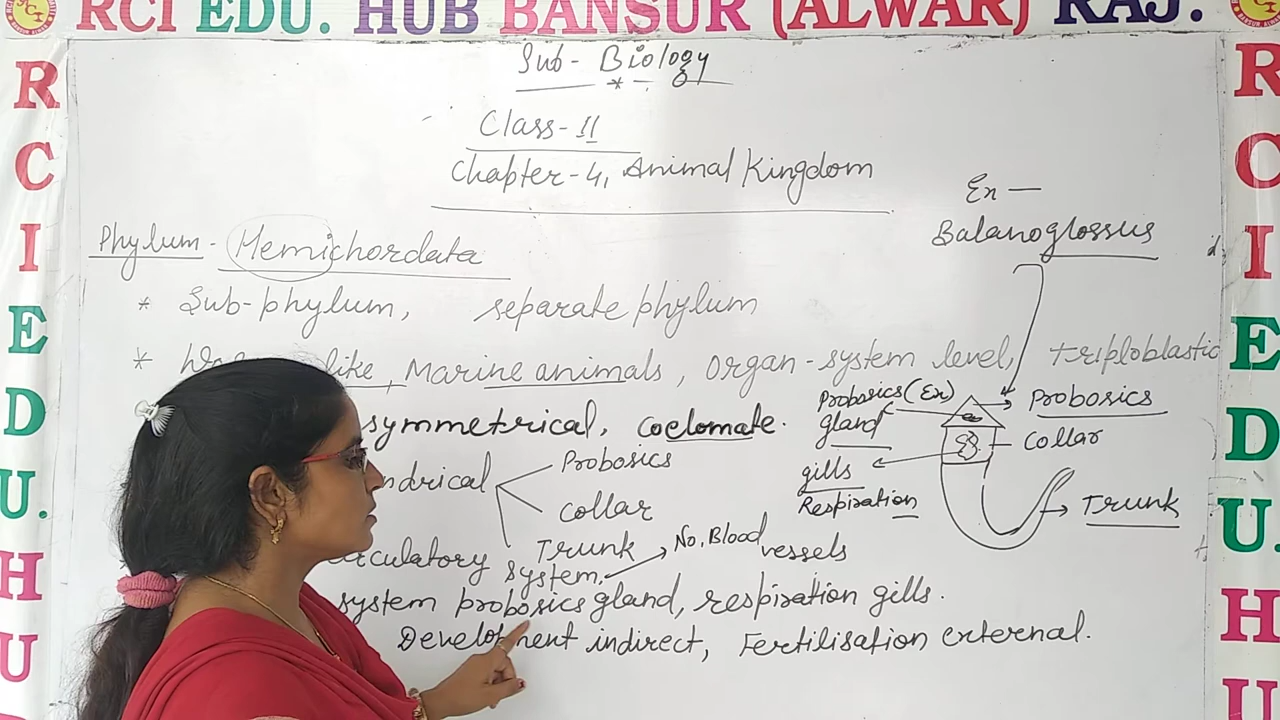 RCI EDU. HUB BANSUR (ALWAR) RAJ.
R C I E D U. H U
Sub - Biology
Class - 11
Chapter - 4, Animal Kingdom
Phylum - Hemichordata
* Sub-phylum, separate phylum
* like, Marine animals, Organ-system level, Triploblastic
symmetrical, coelomate.
Probosics
collar
Trunk
system. → No, Blood vessels
system probosics gland, respiration gills.
Development indirect, Fertilisation external.
Ex —
Balanoglossus
Probosics (Ex)
gland
gills
Respiration
Probosics
Collar
Trunk
R C I E D U. H U